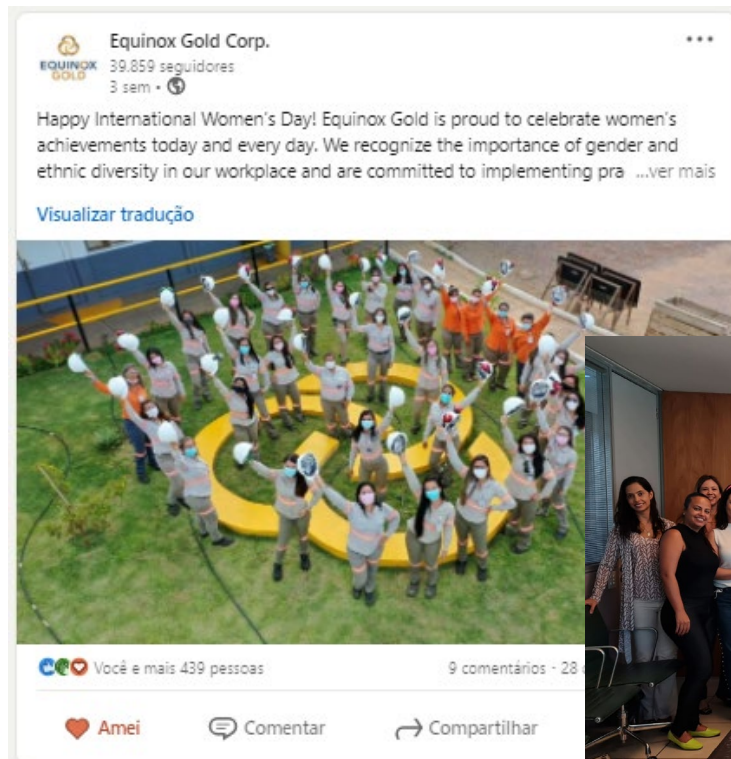 Equinox Gold Corp.
EQUINOX
GOLD
39.859 seguidores
3 sem •
Happy International Women's Day! Equinox Gold is proud to celebrate women's
achievements today and every day. We recognize the importance of gender and
ethnic diversity in our workplace and are committed to implementing pra ...ver mais
Visualizar tradução
Você e mais 439 pessoas
9 comentários · 28
Amei
Comentar
Compartilhar